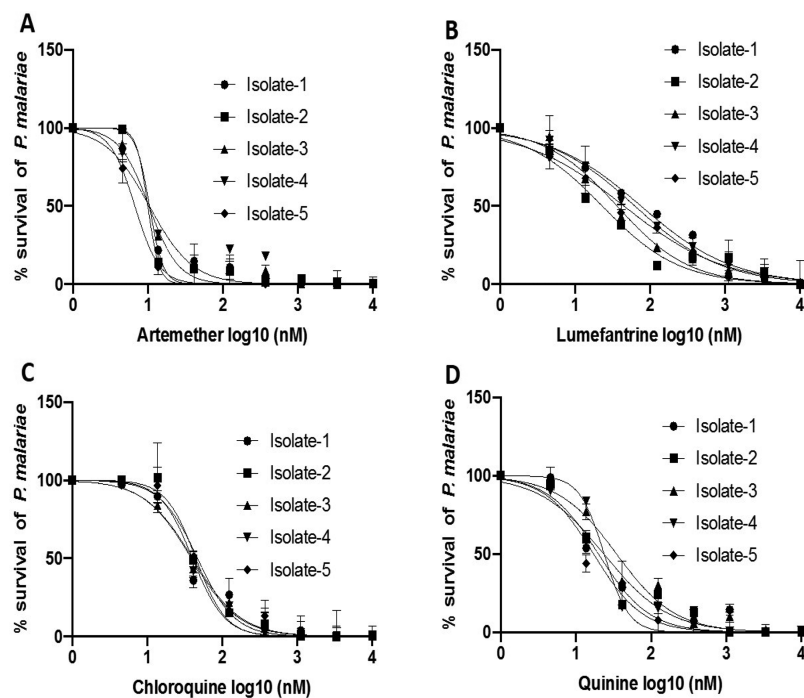 A
150
100
50
0
% survival of P. malariae
Isolate-1
Isolate-2
Isolate-3
Isolate-4
Isolate-5
0 1 2 3 4
Artemether log10 (nM)
B
150
100
50
0
% survival of P. malariae
Isolate-1
Isolate-2
Isolate-3
Isolate-4
Isolate-5
0 1 2 3 4
Lumefantrine log10 (nM)
C
150
100
50
0
% survival of P. malariae
Isolate-1
Isolate-2
Isolate-3
Isolate-4
Isolate-5
0 1 2 3 4
Chloroquine log10 (nM)
D
150
100
50
0
% survival of P. malariae
Isolate-1
Isolate-2
Isolate-3
Isolate-4
Isolate-5
0 1 2 3 4
Quinine log10 (nM)